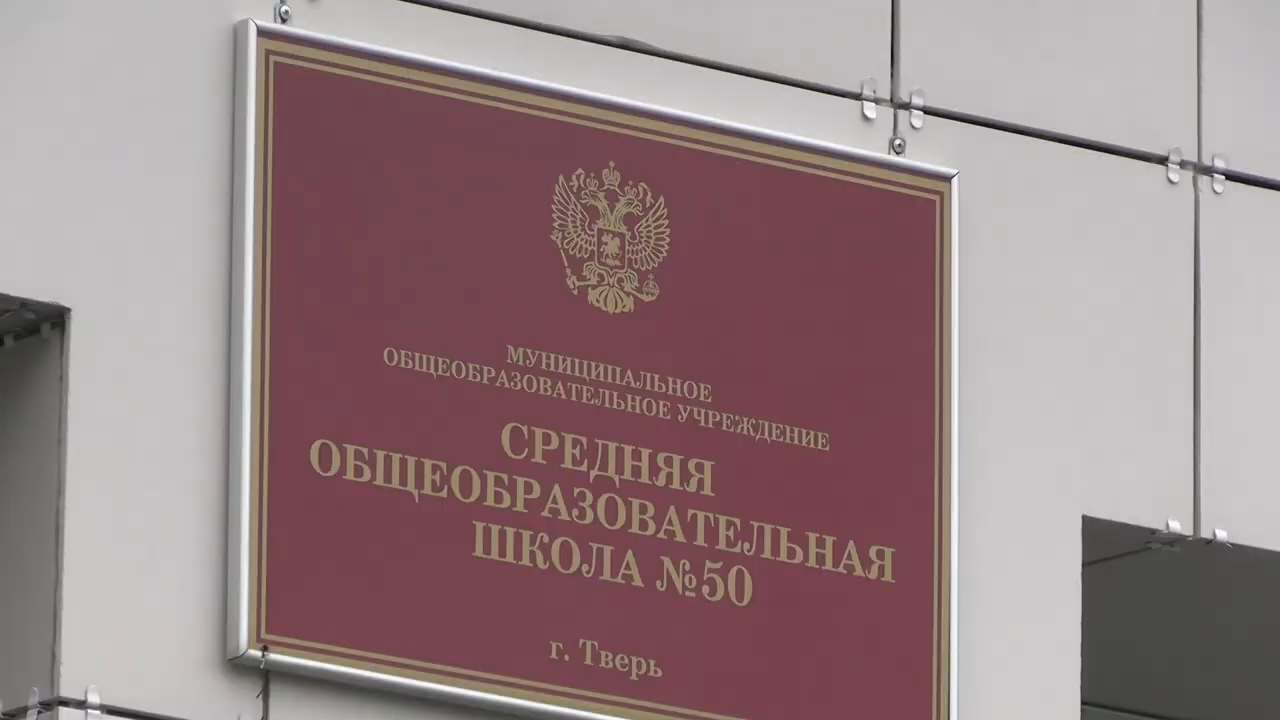 МУНИЦИПАЛЬНОЕ
ОБЩЕОБРАЗОВАТЕЛЬНОЕ УЧРЕЖДЕНИЕ
СРЕДНЯЯ
ОБЩЕОБРАЗОВАТЕЛЬНАЯ
ШКОЛА №50
г. Тверь